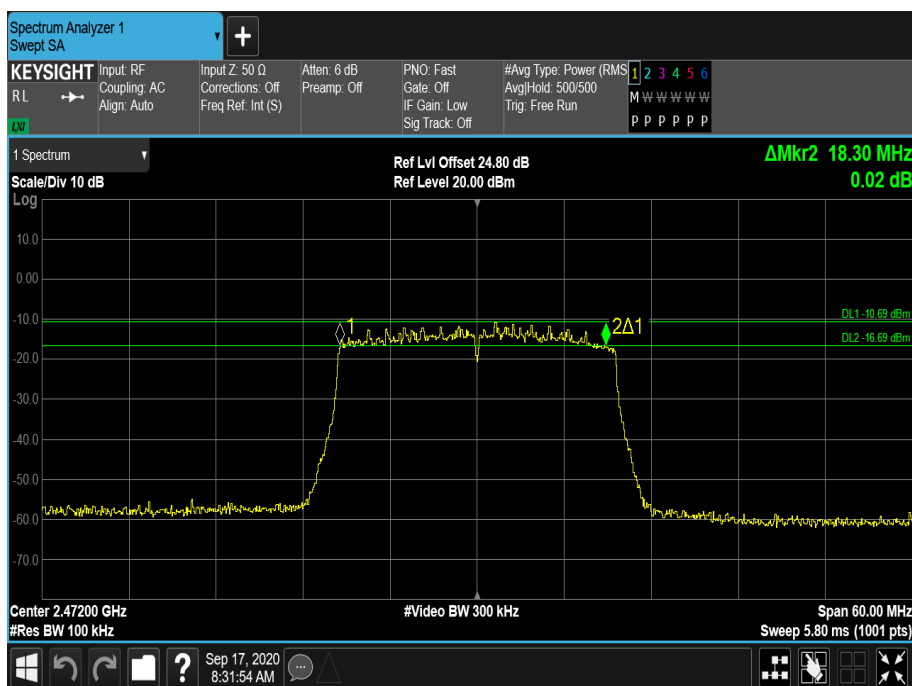 Spectrum Analyzer 1
Swept SA
+
KEYSIGHT Input: RF Input Z: 50 Ω Atten: 6 dB PNO: Fast #Avg Type: Power (RMS 1 2 3 4 5 6
R L Coupling: AC Corrections: Off Preamp: Off Gate: Off Avg|Hold: 500/500 M W W W W W
Align: Auto Freq Ref: Int (S) IF Gain: Low Trig: Free Run
LXI Sig Track: Off P P P P P P
1 Spectrum Ref Lvl Offset 24.80 dB ΔMkr2 18.30 MHz
Scale/Div 10 dB Ref Level 20.00 dBm 0.02 dB
Log
10.0
0.00
-10.0 DL1 -10.69 dBm
1 2Δ1
DL2 -16.69 dBm
-20.0
-30.0
-40.0
-50.0
-60.0
-70.0
Center 2.47200 GHz #Video BW 300 kHz Span 60.00 MHz
#Res BW 100 kHz Sweep 5.80 ms (1001 pts)
? Sep 17, 2020
8:31:54 AM